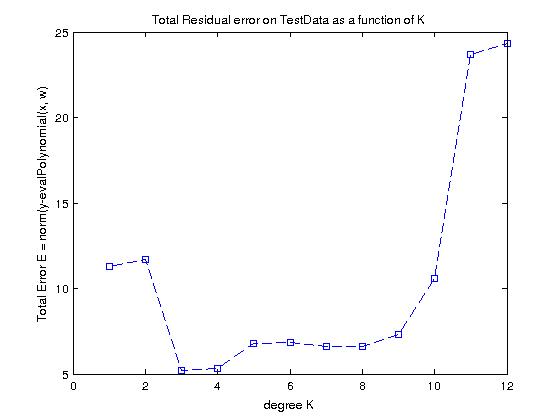 Total Residual error on TestData as a function of K
Total Error E = norm(y-evalPolynomial(x, w)
25
20
15
10
5
0 2 4 6 8 10 12
degree K